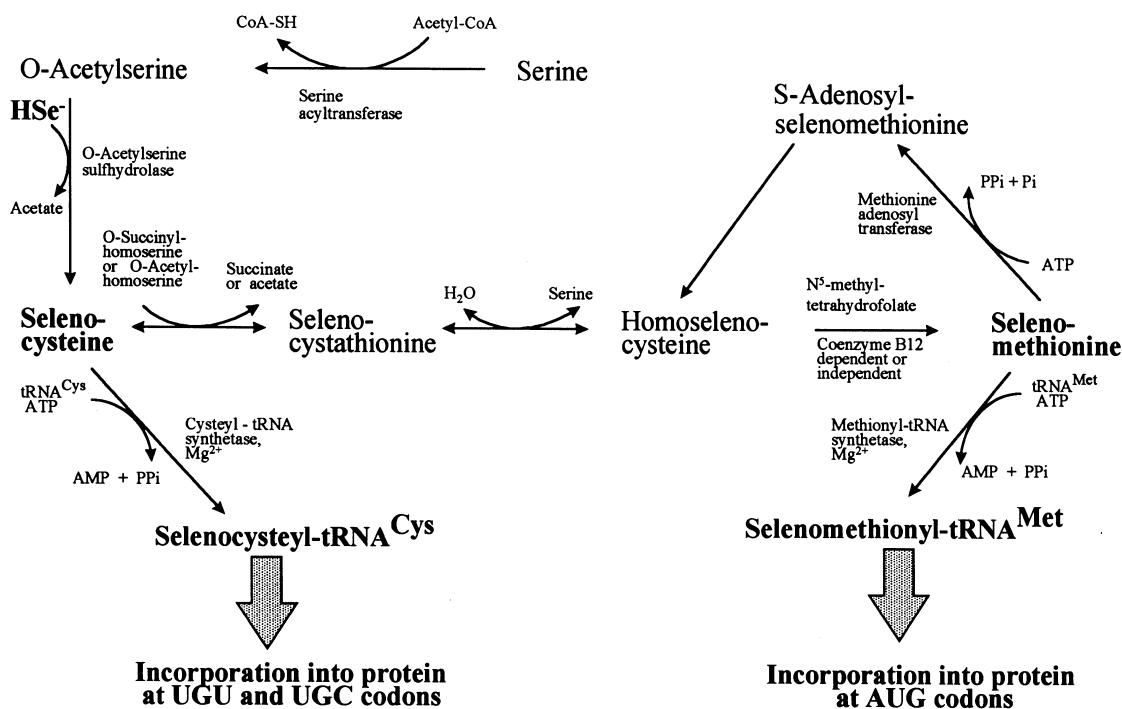 CoA-SH
Acetyl-CoA
O-Acetylserine
Serine
Serine
acyltransferase
HSe-
O-Acetylserine
sulfhydrolase
Acetate
S-Adenosyl-
selenomethionine
PPi + Pi
Methionine
adenosyl
transferase
ATP
O-Succinyl-
homoserine
or O-Acetyl-
homoserine
Succinate
or acetate
H2O
Serine
N5-methyl-
tetrahydrofolate
Seleno-
cysteine
Seleno-
cystathionine
Homoseleno-
cysteine
Coenzyme B12
dependent or
independent
Seleno-
methionine
tRNACys
ATP
Cysteyl - tRNA
synthetase,
Mg2+
AMP + PPi
tRNAMet
ATP
Methionyl-tRNA
synthetase,
Mg2+
AMP + PPi
Selenocysteyl-tRNACys
Selenomethionyl-tRNAMet
Incorporation into protein
at UGU and UGC codons
Incorporation into protein
at AUG codons